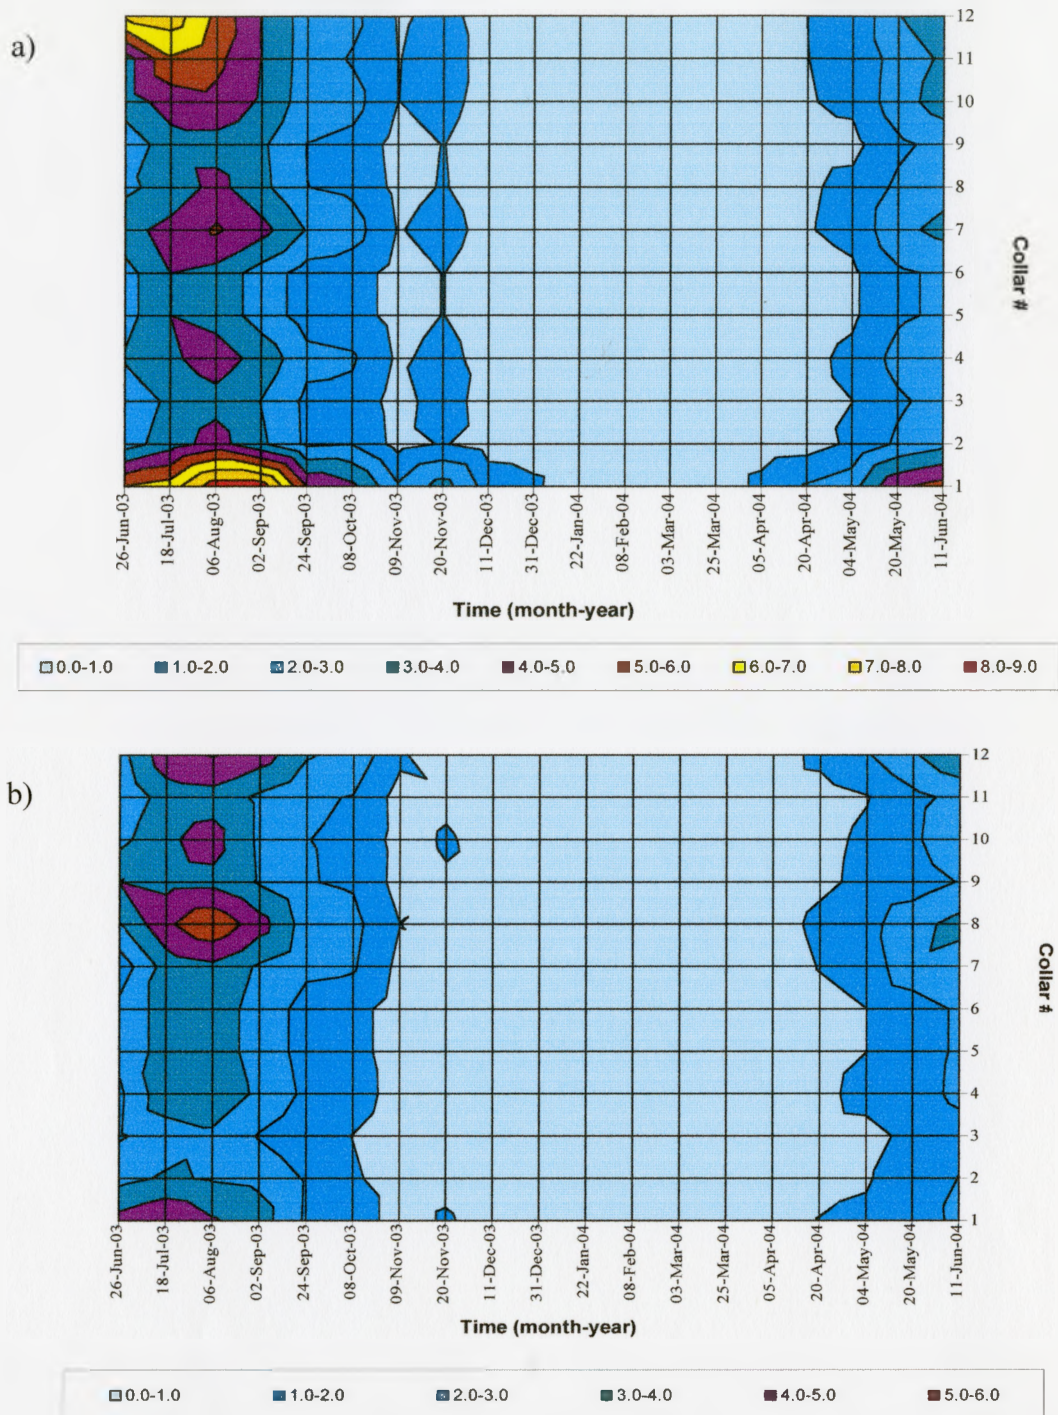 a)
12
11
10
9
8
7
6
5
4
3
2
1
Collar #
26-Jun-03
18-Jul-03
06-Aug-03
02-Sep-03
24-Sep-03
08-Oct-03
09-Nov-03
20-Nov-03
11-Dec-03
31-Dec-03
22-Jan-04
08-Feb-04
03-Mar-04
25-Mar-04
05-Apr-04
20-Apr-04
04-May-04
20-May-04
11-Jun-04
Time (month-year)
0.0-1.0 1.0-2.0 2.0-3.0 3.0-4.0 4.0-5.0 5.0-6.0 6.0-7.0 7.0-8.0 8.0-9.0
b)
12
11
10
9
8
7
6
5
4
3
2
1
Collar #
26-Jun-03
18-Jul-03
06-Aug-03
02-Sep-03
24-Sep-03
08-Oct-03
09-Nov-03
20-Nov-03
11-Dec-03
31-Dec-03
22-Jan-04
08-Feb-04
03-Mar-04
25-Mar-04
05-Apr-04
20-Apr-04
04-May-04
20-May-04
11-Jun-04
Time (month-year)
0.0-1.0 1.0-2.0 2.0-3.0 3.0-4.0 4.0-5.0 5.0-6.0